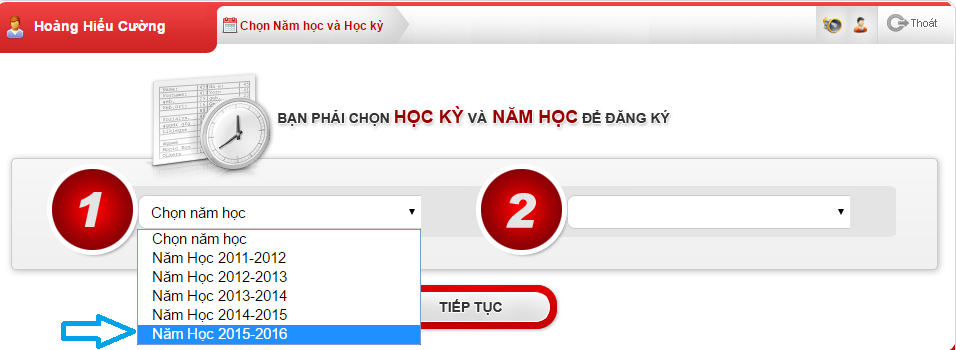 Hoàng Hiểu Cường
Chọn Năm học và Học kỳ
Thoát
BẠN PHẢI CHỌN HỌC KỲ VÀ NĂM HỌC ĐỂ ĐĂNG KÝ
1
Chọn năm học
2
Chọn năm học
Năm Học 2011-2012
Năm Học 2012-2013
Năm Học 2013-2014
Năm Học 2014-2015
Năm Học 2015-2016
TIẾP TỤC